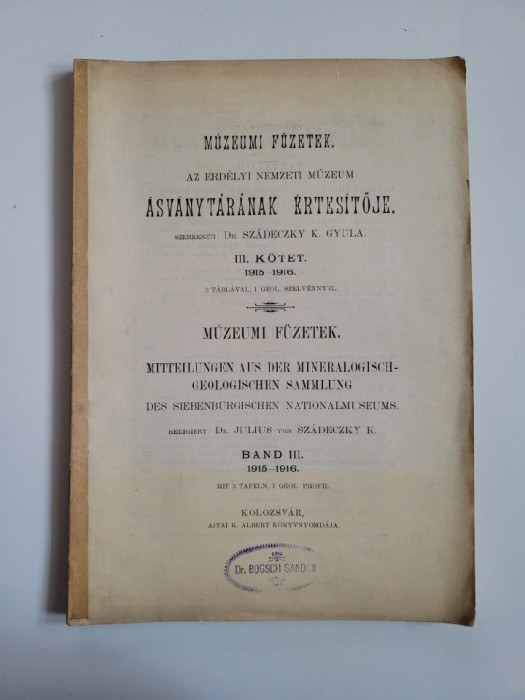 MÚZEUMI FÜZETEK.
AZ ERDÉLYI NEMZETI MÚZEUM
ÁSVÁNYTÁRÁNAK ÉRTESÍTŐJE.
SZERKESZTI: DR. SZÁDECZKY K. GYULA.
III. KÖTET.
1915—1916.
3 TÁBLÁVAL, 1 GEOL. SZELVÉNNYEL.
MÚZEUMI FÜZETEK.
MITTEILUNGEN AUS DER MINERALOGISCH-
GEOLOGISCHEN SAMMLUNG
DES SIEBENBÜRGISCHEN NATIONALMUSEUMS.
REDIGIERT: DR. JULIUS VON SZÁDECZKY K.
BAND III.
1915—1916.
MIT 3 TAFELN, 1 GEOL. PROFIL.
KOLOZSVÁR,
AJTAI K. ALBERT KÖNYVNYOMDÁJA.
Dr. BOGSCH SÁNDOR